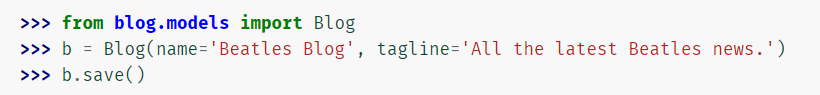 >>> from blog.models import Blog
>>> b = Blog(name='Beatles Blog', tagline='All the latest Beatles news.')
>>> b.save()